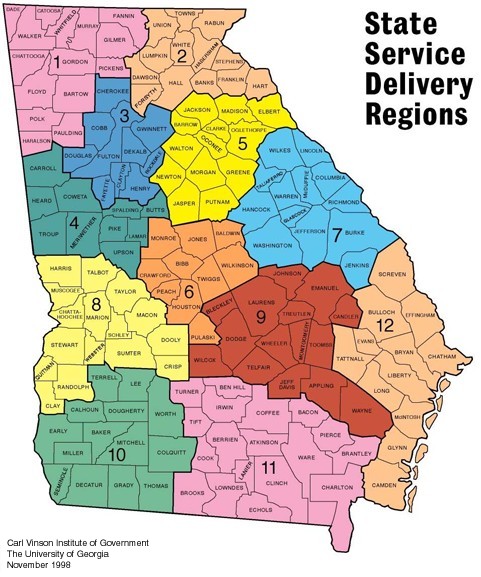 State
Service
Delivery
Regions
DADE
CATOOSA
WHITFIELD
MURRAY
FANNIN
WALKER
GILMER
CHATTOOGA
1
GORDON
PICKENS
FLOYD
BARTOW
POLK
PAULDING
HARALSON
UNION
TOWNS
RABUN
2
WHITE
HABERSHAM
LUMPKIN
STEPHENS
DAWSON
HALL
BANKS
FRANKLIN
HART
FORSYTH
CHEROKEE
3
COBB
GWINNETT
DEKALB
DOUGLAS
FULTON
ROCKDALE
CLAYTON
FAYETTE
HENRY
JACKSON
MADISON
ELBERT
BARROW
CLARKE
OGLETHORPE
OCONEE
5
WALTON
NEWTON
MORGAN
GREENE
JASPER
PUTNAM
CARROLL
HEARD
COWETA
SPALDING
BUTTS
4
TROUP
MERIWETHER
PIKE
LAMAR
UPSON
WILKES
LINCOLN
TALIAFERRO
WARREN
MCDUFFIE
COLUMBIA
HANCOCK
GLASCOCK
RICHMOND
WASHINGTON
JEFFERSON
7
BURKE
JENKINS
MONROE
JONES
BALDWIN
BIBB
WILKINSON
CRAWFORD
TWIGGS
PEACH
6
HOUSTON
PULASKI
HARRIS
TALBOT
MUSCOGEE
TAYLOR
8
CHATTA-
HOOCHEE
MARION
MACON
SCHLEY
STEWART
WEBSTER
SUMTER
DOOLY
QUITMAN
CRISP
RANDOLPH
CLAY
JOHNSON
EMANUEL
BLECKLEY
LAURENS
9
TREUTLEN
CANDLER
DODGE
WHEELER
MONTGOMERY
TOOMBS
WILCOX
TELFAIR
JEFF
DAVIS
APPLING
WAYNE
SCREVEN
BULLOCH
EFFINGHAM
12
EVANS
TATTNALL
BRYAN
CHATHAM
LIBERTY
LONG
McINTOSH
GLYNN
CAMDEN
TERRELL
LEE
CALHOUN
DOUGHERTY
WORTH
EARLY
BAKER
MITCHELL
MILLER
10
COLQUITT
SEMINOLE
DECATUR
GRADY
THOMAS
TURNER
BEN HILL
IRWIN
TIFT
COFFEE
BACON
BERRIEN
ATKINSON
PIERCE
COOK
WARE
BRANTLEY
LANIER
11
CLINCH
BROOKS
LOWNDES
CHARLTON
ECHOLS
Carl Vinson Institute of Government
The University of Georgia
November 1998